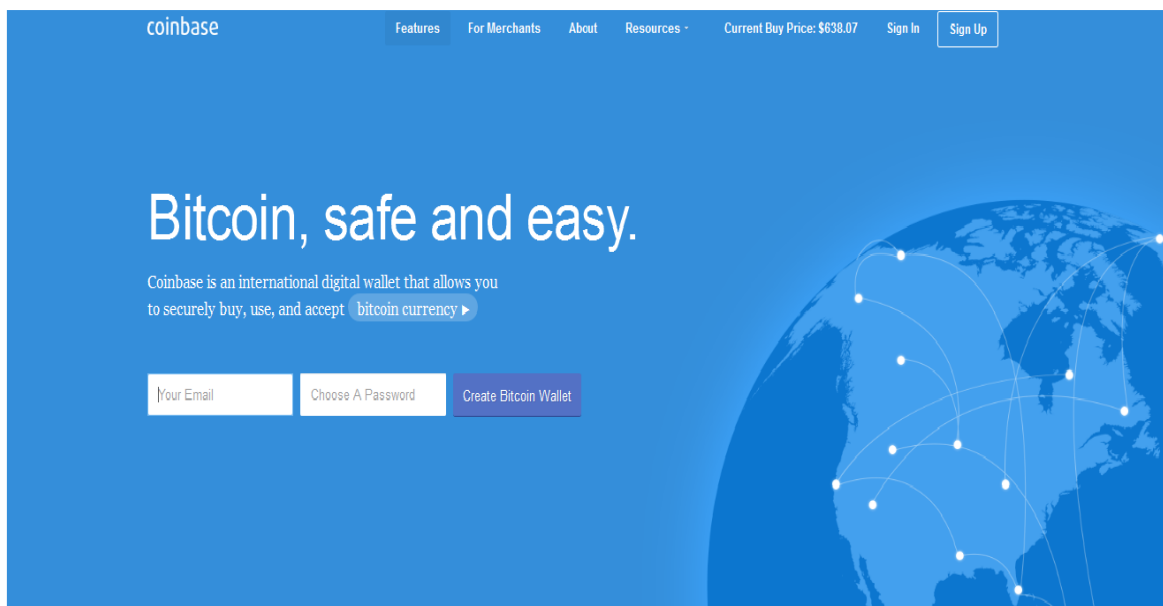 coinbase Features For Merchants About Resources - Current Buy Price: $638.07 Sign In Sign Up
Bitcoin, safe and easy.
Coinbase is an international digital wallet that allows you
to securely buy, use, and accept bitcoin currency ▸
Your Email Choose A Password Create Bitcoin Wallet